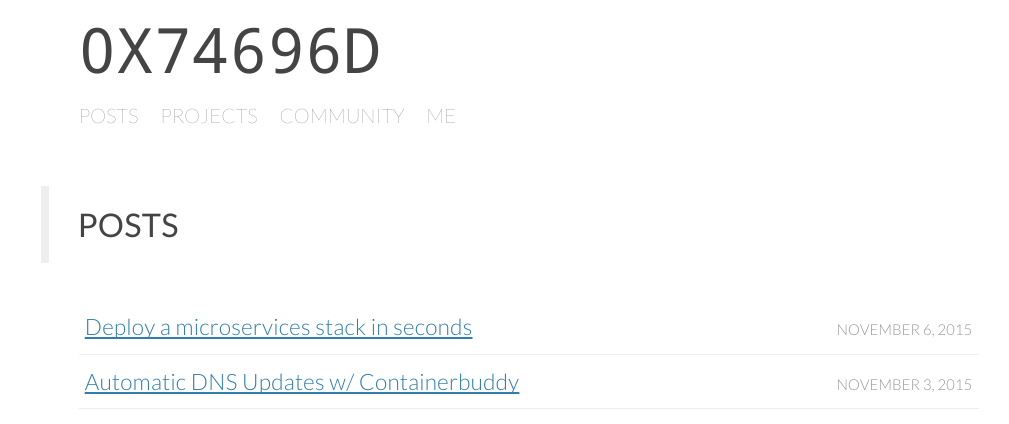 0X74696D
POSTS PROJECTS COMMUNITY ME
POSTS
Deploy a microservices stack in seconds NOVEMBER 6, 2015
Automatic DNS Updates w/ Containerbuddy NOVEMBER 3, 2015